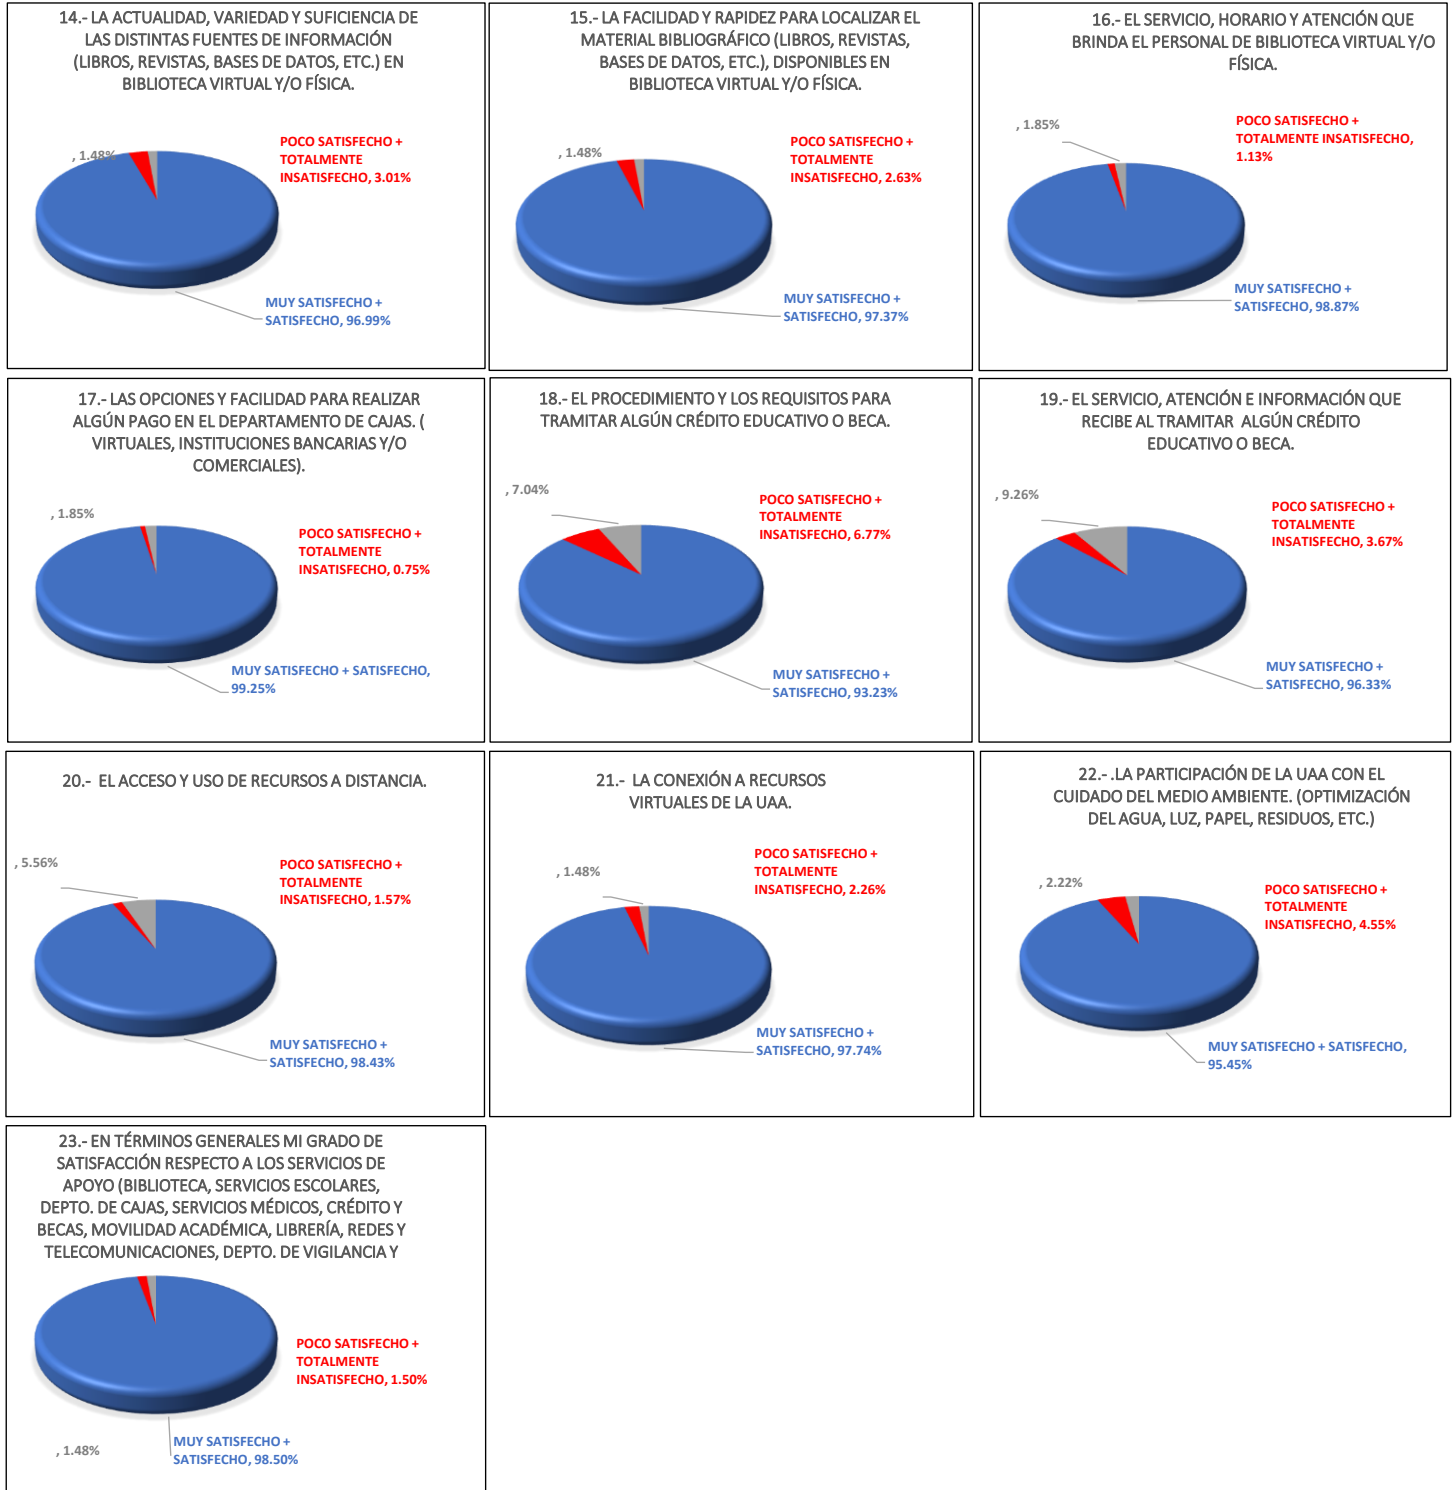 14.- LA ACTUALIDAD, VARIEDAD Y SUFICIENCIA DE
LAS DISTINTAS FUENTES DE INFORMACIÓN
(LIBROS, REVISTAS, BASES DE DATOS, ETC.) EN
BIBLIOTECA VIRTUAL Y/O FÍSICA.
, 1.48%
POCO SATISFECHO +
TOTALMENTE
INSATISFECHO, 3.01%
MUY SATISFECHO +
SATISFECHO, 96.99%
15.- LA FACILIDAD Y RAPIDEZ PARA LOCALIZAR EL
MATERIAL BIBLIOGRÁFICO (LIBROS, REVISTAS,
BASES DE DATOS, ETC.), DISPONIBLES EN
BIBLIOTECA VIRTUAL Y/O FÍSICA.
, 1.48%
POCO SATISFECHO +
TOTALMENTE
INSATISFECHO, 2.63%
MUY SATISFECHO +
SATISFECHO, 97.37%
16.- EL SERVICIO, HORARIO Y ATENCIÓN QUE
BRINDA EL PERSONAL DE BIBLIOTECA VIRTUAL Y/O
FÍSICA.
, 1.85%
POCO SATISFECHO +
TOTALMENTE INSATISFECHO,
1.13%
MUY SATISFECHO +
SATISFECHO, 98.87%
17.- LAS OPCIONES Y FACILIDAD PARA REALIZAR
ALGÚN PAGO EN EL DEPARTAMENTO DE CAJAS. (
VIRTUALES, INSTITUCIONES BANCARIAS Y/O
COMERCIALES).
, 1.85%
POCO SATISFECHO +
TOTALMENTE
INSATISFECHO, 0.75%
MUY SATISFECHO + SATISFECHO,
99.25%
18.- EL PROCEDIMIENTO Y LOS REQUISITOS PARA
TRAMITAR ALGÚN CRÉDITO EDUCATIVO O BECA.
, 7.04%
POCO SATISFECHO +
TOTALMENTE
INSATISFECHO, 6.77%
MUY SATISFECHO +
SATISFECHO, 93.23%
19.- EL SERVICIO, ATENCIÓN E INFORMACIÓN QUE
RECIBE AL TRAMITAR ALGÚN CRÉDITO
EDUCATIVO O BECA.
, 9.26%
POCO SATISFECHO +
TOTALMENTE
INSATISFECHO, 3.67%
MUY SATISFECHO +
SATISFECHO, 96.33%
20.- EL ACCESO Y USO DE RECURSOS A DISTANCIA.
, 5.56%
POCO SATISFECHO +
TOTALMENTE
INSATISFECHO, 1.57%
MUY SATISFECHO +
SATISFECHO, 98.43%
21.- LA CONEXIÓN A RECURSOS
VIRTUALES DE LA UAA.
, 1.48%
POCO SATISFECHO +
TOTALMENTE
INSATISFECHO, 2.26%
MUY SATISFECHO +
SATISFECHO, 97.74%
22.- .LA PARTICIPACIÓN DE LA UAA CON EL
CUIDADO DEL MEDIO AMBIENTE. (OPTIMIZACIÓN
DEL AGUA, LUZ, PAPEL, RESIDUOS, ETC.)
, 2.22%
POCO SATISFECHO +
TOTALMENTE
INSATISFECHO, 4.55%
MUY SATISFECHO + SATISFECHO,
95.45%
23.- EN TÉRMINOS GENERALES MI GRADO DE
SATISFACCIÓN RESPECTO A LOS SERVICIOS DE
APOYO (BIBLIOTECA, SERVICIOS ESCOLARES,
DEPTO. DE CAJAS, SERVICIOS MÉDICOS, CRÉDITO Y
BECAS, MOVILIDAD ACADÉMICA, LIBRERÍA, REDES Y
TELECOMUNICACIONES, DEPTO. DE VIGILANCIA Y
POCO SATISFECHO +
TOTALMENTE
INSATISFECHO, 1.50%
MUY SATISFECHO +
SATISFECHO, 98.50%
, 1.48%